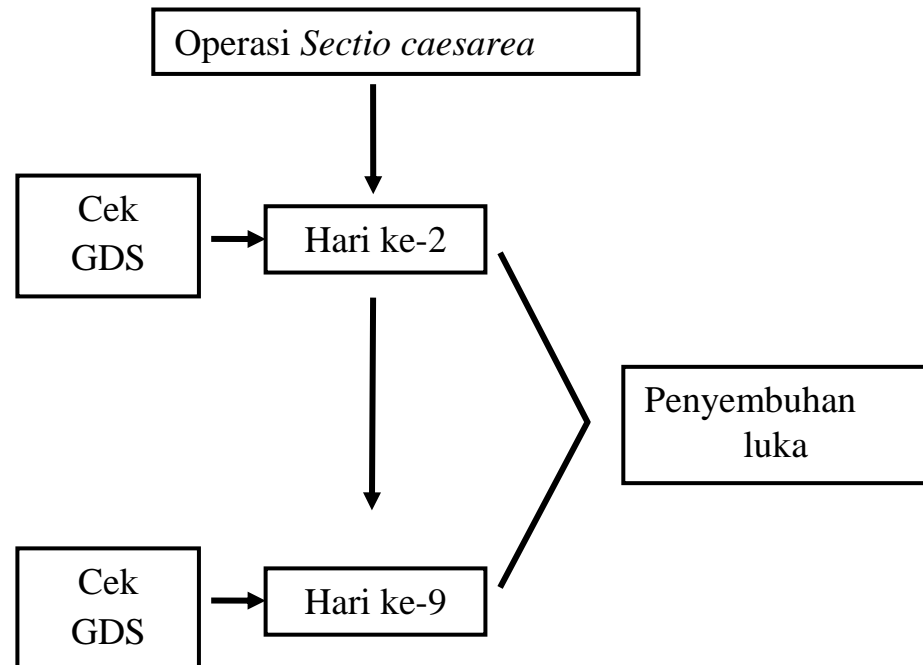 Operasi Sectio caesarea
Cek
GDS
Hari ke-2
Penyembuhan
luka
Cek
GDS
Hari ke-9